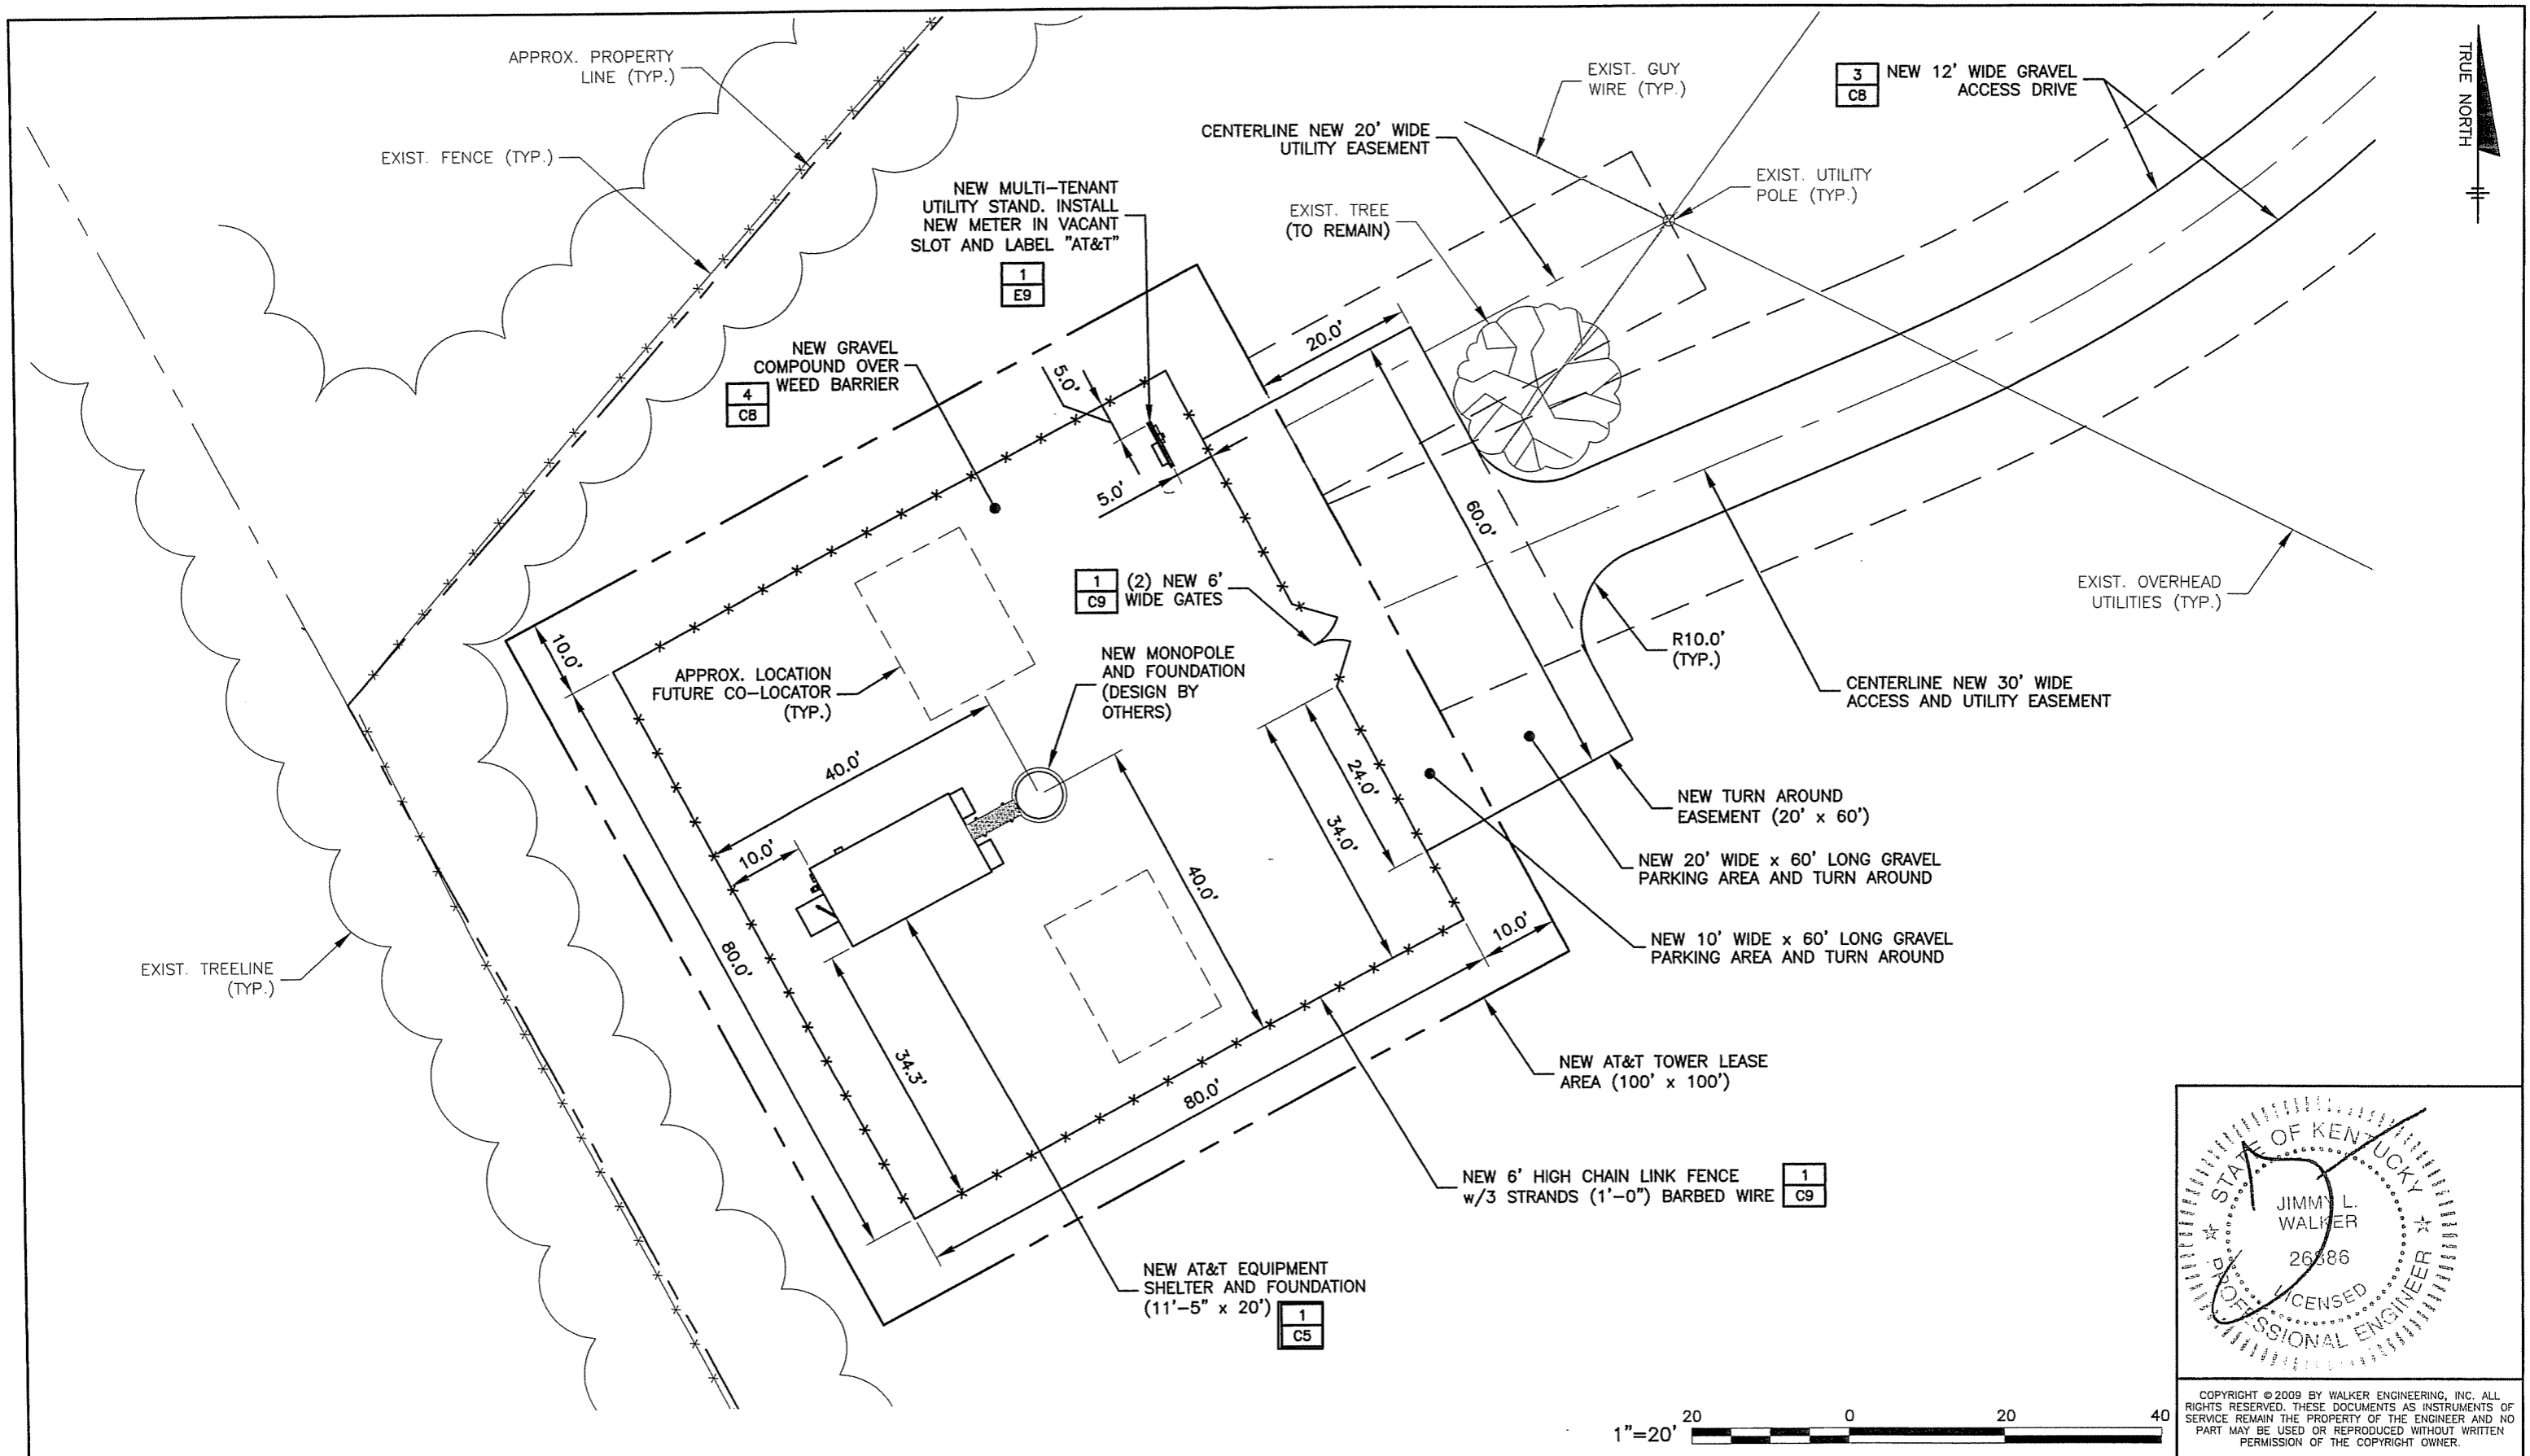 APPROX. PROPERTY
LINE (TYP.)
EXIST. FENCE (TYP.)
NEW MULTI-TENANT
UTILITY STAND. INSTALL
NEW METER IN VACANT
SLOT AND LABEL "AT&T"
1
E9
CENTERLINE NEW 20' WIDE
UTILITY EASEMENT
EXIST. TREE
(TO REMAIN)
EXIST. GUY
WIRE (TYP.)
EXIST. UTILITY
POLE (TYP.)
3
C8
NEW 12' WIDE GRAVEL
ACCESS DRIVE
TRUE NORTH
NEW GRAVEL
COMPOUND OVER
WEED BARRIER
4
C8
5.0'
5.0'
20.0'
60.0'
1
C9
(2) NEW 6'
WIDE GATES
EXIST. OVERHEAD
UTILITIES (TYP.)
R10.0'
(TYP.)
10.0'
APPROX. LOCATION
FUTURE CO-LOCATOR
(TYP.)
NEW MONOPOLE
AND FOUNDATION
(DESIGN BY
OTHERS)
CENTERLINE NEW 30' WIDE
ACCESS AND UTILITY EASEMENT
40.0'
10.0'
24.0'
34.0'
40.0'
NEW TURN AROUND
EASEMENT (20' x 60')
NEW 20' WIDE x 60' LONG GRAVEL
PARKING AREA AND TURN AROUND
NEW 10' WIDE x 60' LONG GRAVEL
PARKING AREA AND TURN AROUND
10.0'
80.0'
EXIST. TREELINE
(TYP.)
34.3'
80.0'
NEW AT&T TOWER LEASE
AREA (100' x 100')
NEW 6' HIGH CHAIN LINK FENCE
w/3 STRANDS (1'-0") BARBED WIRE
1
C9
NEW AT&T EQUIPMENT
SHELTER AND FOUNDATION
(11'-5" x 20')
1
C5
STATE OF KENTUCKY
JIMMY L.
WALKER
26886
LICENSED
PROFESSIONAL ENGINEER
1"=20'
20 0 20 40
COPYRIGHT © 2009 BY WALKER ENGINEERING, INC. ALL
RIGHTS RESERVED. THESE DOCUMENTS AS INSTRUMENTS OF
SERVICE REMAIN THE PROPERTY OF THE ENGINEER AND NO
PART MAY BE USED OR REPRODUCED WITHOUT WRITTEN
PERMISSION OF THE COPYRIGHT OWNER.